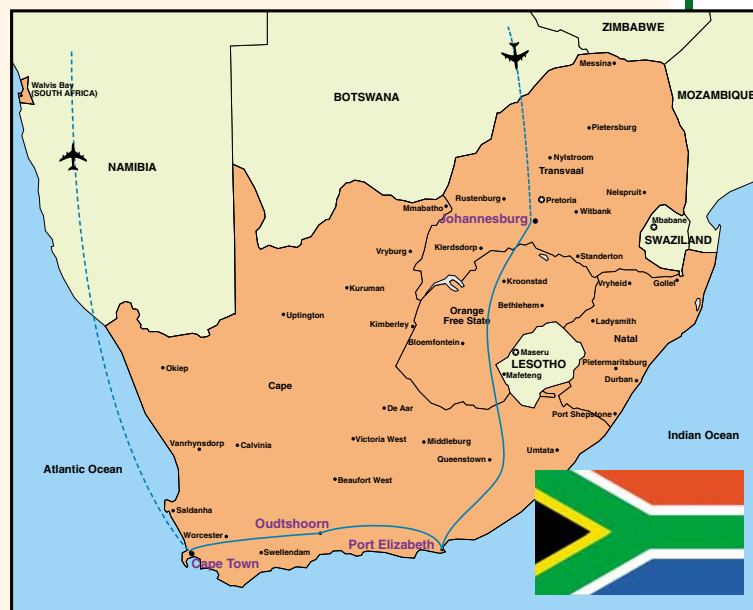 ZIMBABWE
Messina
Walvis Bay
(SOUTH AFRICA)
BOTSWANA
MOZAMBIQUE
Pietersburg
Nylstroom
NAMIBIA
Transvaal
Rustenburg
Pretoria
Nelspruit
Mmabatho
Johannesburg
Witbank
Mbabane
SWAZILAND
Vryburg
Klerdsdorp
Standerton
Kroonstad
Vryheid
Gollel
Kuruman
Bethlehem
Orange
Free State
Uptington
Kimberley
Ladysmith
Natal
Bloemfontein
Maseru
LESOTHO
Pietermaritsburg
Okiep
Mafeteng
Durban
Cape
De Aar
Port Shepstone
Vanrhynsdorp
Calvinia
Victoria West
Middleburg
Umtata
Indian Ocean
Queenstown
Atlantic Ocean
Beaufort West
Saldanha
Oudtshoorn
Worcester
Port Elizabeth
Swellendam
Cape Town